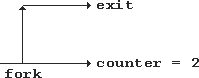 exit
counter = 2
fork